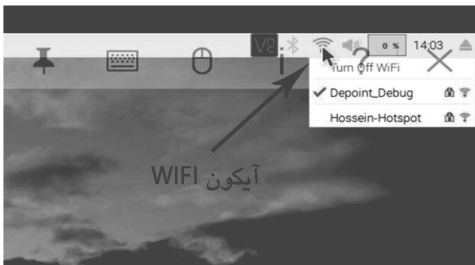 V2 0 % 14:03
Turn Off WiFi
Depoint_Debug
Hossein-Hotspot
آیکون WIFI